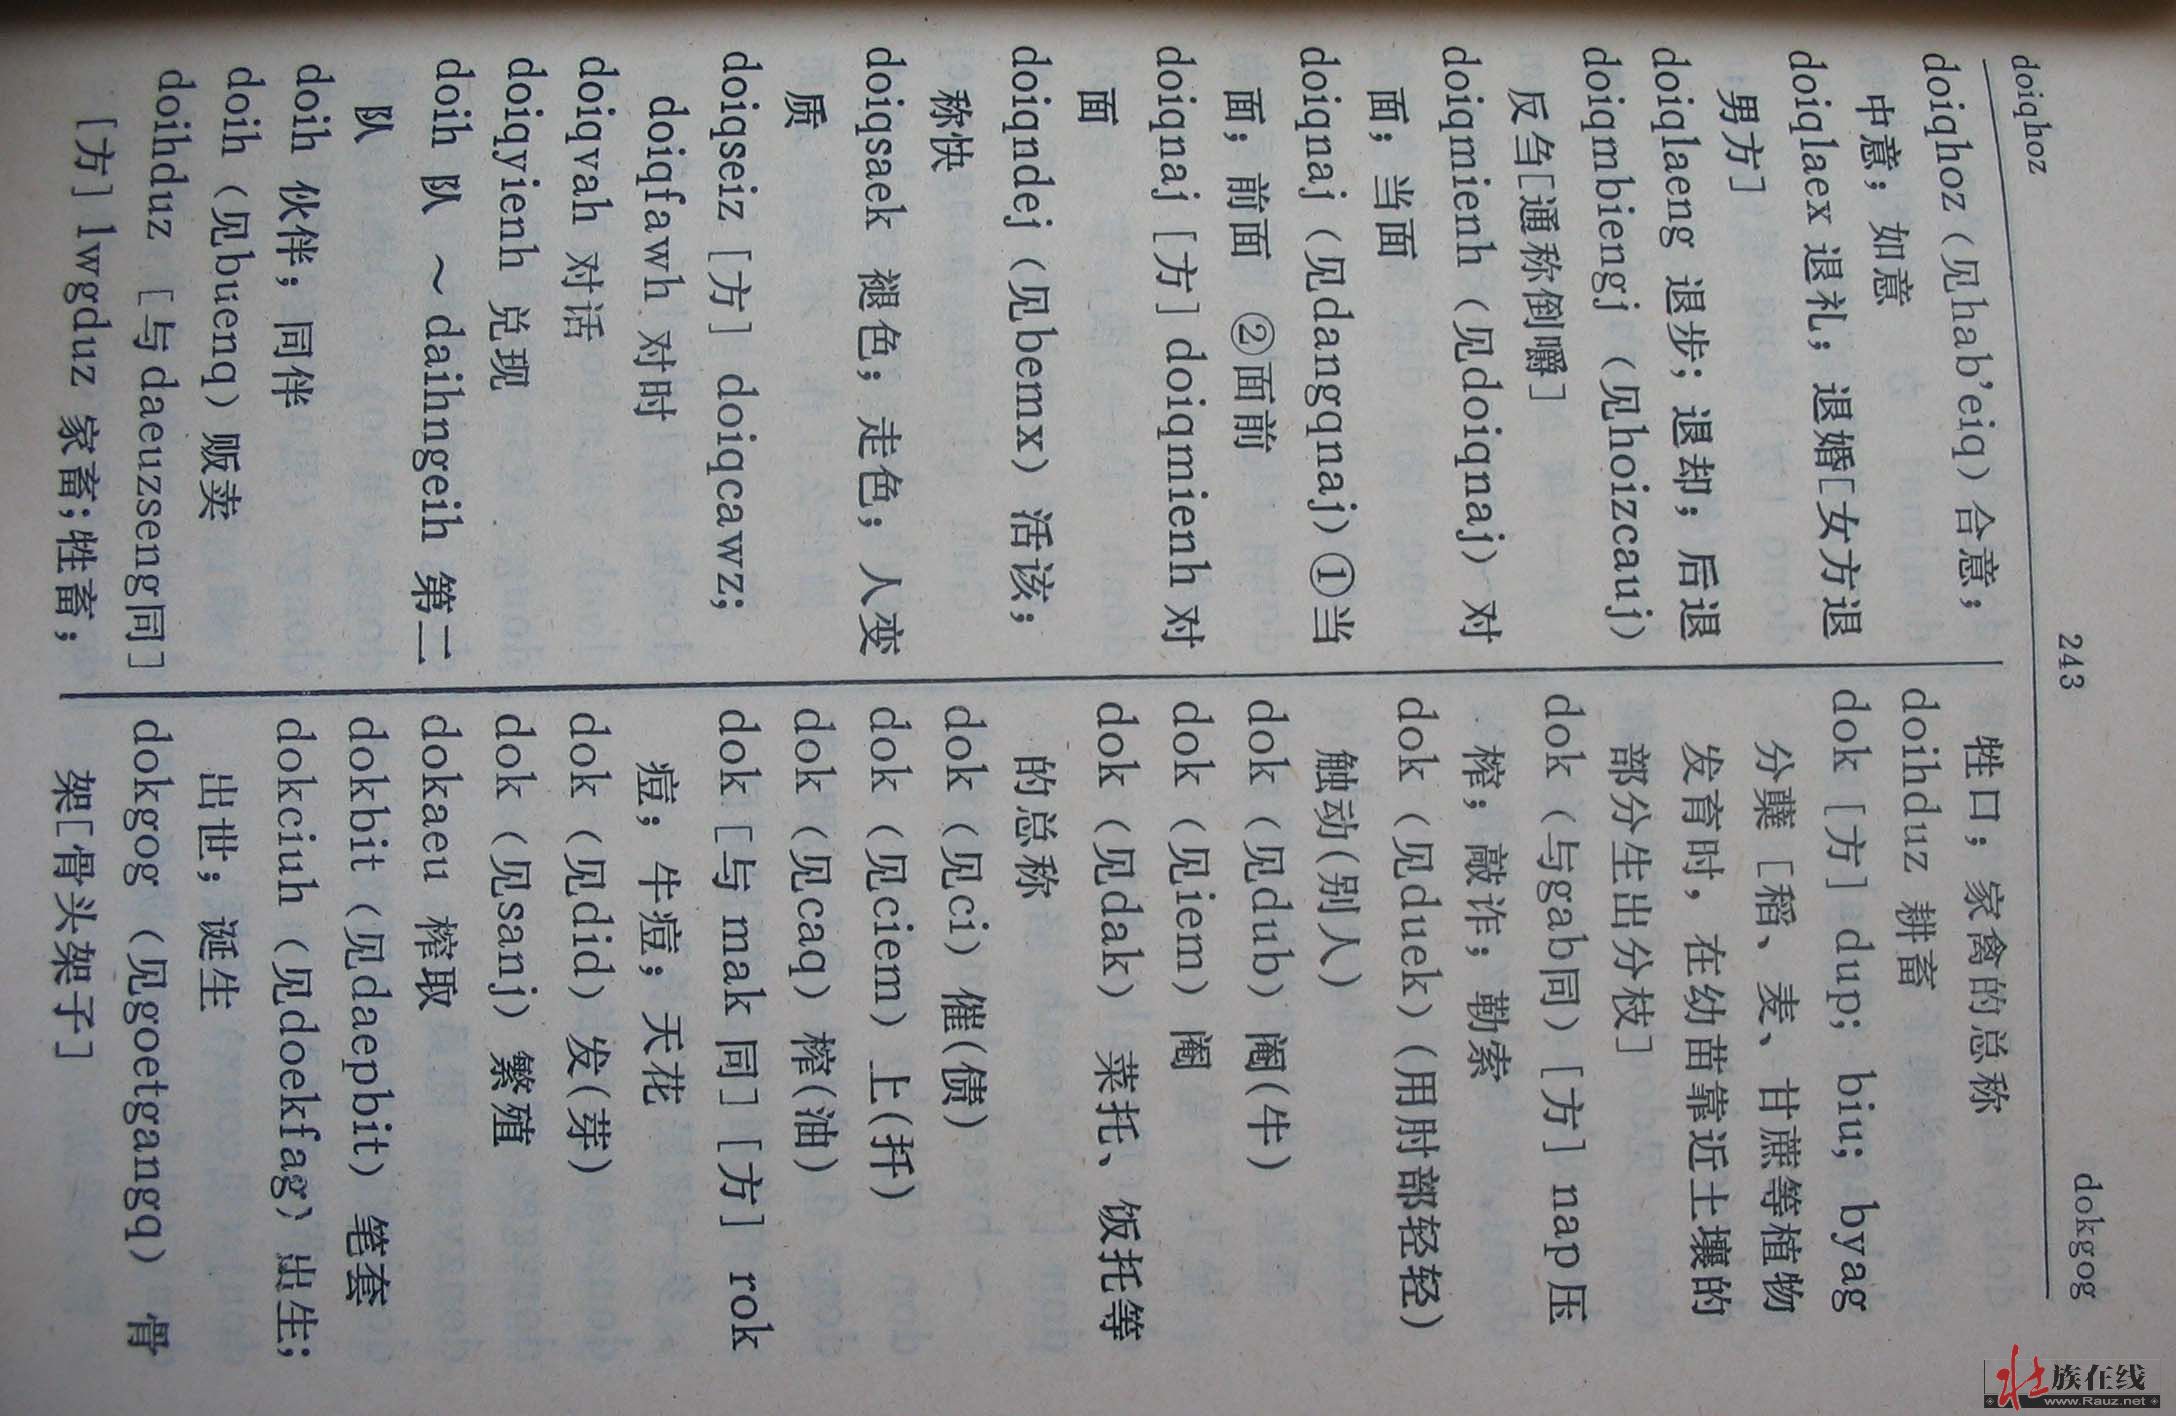 doiqhoz
243
dokgog
doiqhoz（见hab'eiq）合意；
中意；如意
doiqlaex 退礼；退婚[女方退
男方]
doiqlaeng 退步；退却；后退
doiqmbiengj（见hoizcauj）
反刍[通称倒嚼]
doiqmienh（见doiqnaj）对
面；当面
doiqnaj（见dangqnaj）①当
面；前面 ②面前
doiqnaj［方］doiqmienh 对
面
doiqndej（见bemx）活该；
称快
doiqsaek 褪色；走色；人变
质
doiqseiz［方］doiqcawz；
doiqfawh 对时
doiqvah 对话
doiqyienh 兑现
doih 队 ～daihngeih 第二
队
doih 伙伴；同伴
doih（见buenq）贩卖
doihduz［与daeuzseng同］
［方］lwgduz 家畜；牲畜；
牲口，家禽的总称
doihduz 耕畜
dok［方］dup；biu；byag
分蘖［稻、麦、甘蔗等植物
发育时，在幼苗靠近土壤的
部分生出分枝］
dok（与gab同）［方］nap压
榨；敲诈；勒索
dok（见duek）（用肘部轻轻）
触动（别人）
dok（见dub）阉（牛）
dok（见iem）阉
dok（见dak）菜托、饭托等
的总称
dok（见ci）催（债）
dok（见ciem）上（扦）
dok（见caq）榨（油）
dok［与mak同］［方］rok
痘；牛痘；天花
dok（见did）发（芽）
dok（见sanj）繁殖
dokaeu 榨取
dokbit（见daepbit）笔套
dokciuh（见doekfag）出生；
出世；诞生
dokgog（见goetgangq）骨
架［骨头架子］
壮族在线
www.Rauz.net